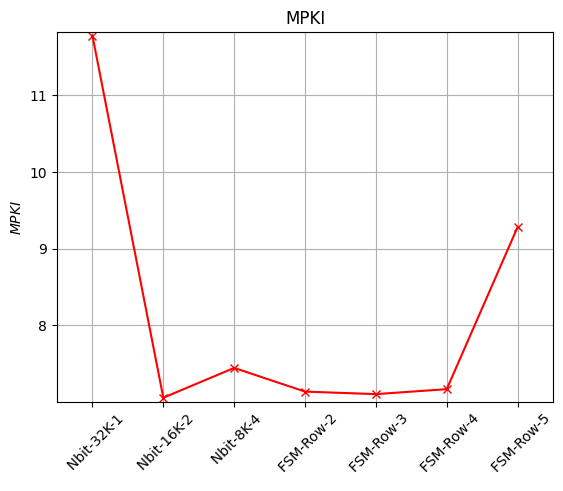 MPKI
11
10
9
8
MPKI
Nbit-32K-1
Nbit-16K-2
Nbit-8K-4
FSM-Row-2
FSM-Row-3
FSM-Row-4
FSM-Row-5